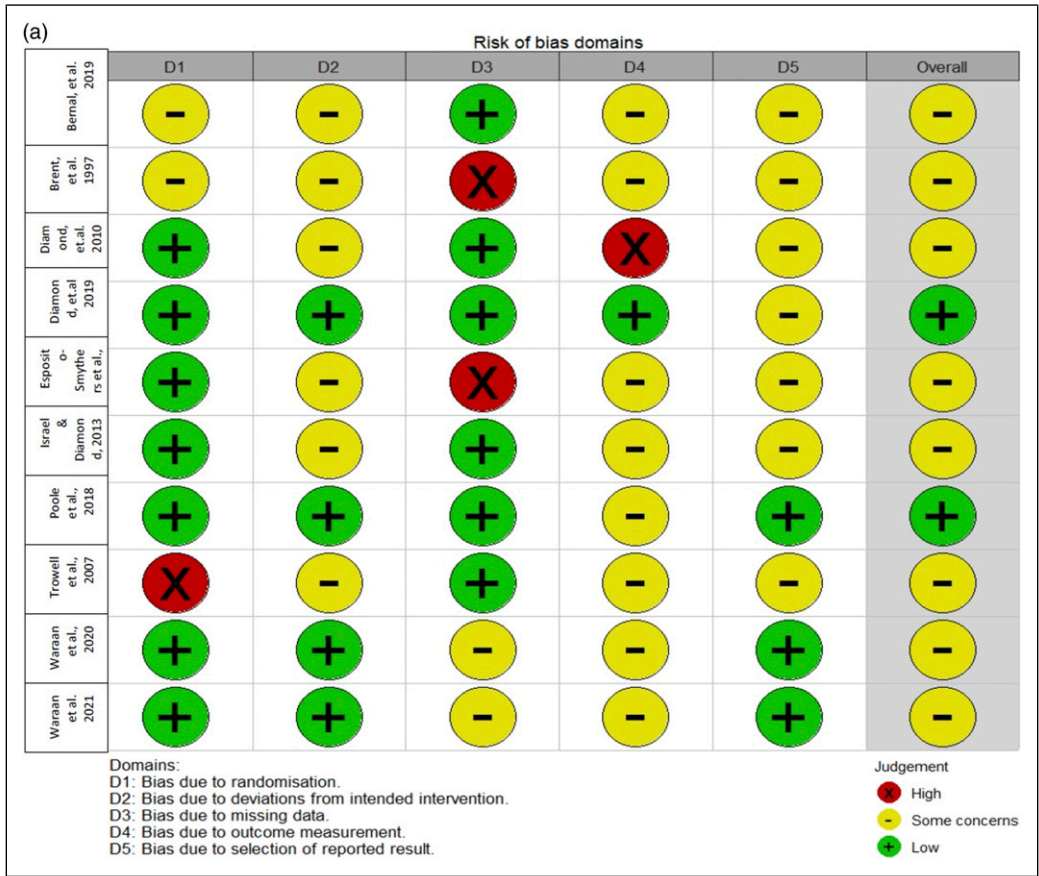 (a)
Risk of bias domains
D1 D2 D3 D4 D5 Overall
Bernal, et al.
2019
- - + - - -
Brent,
et al.
1997
- - X - - -
Diam
ond,
et.al.
2010
+ - + X - -
Diamon
d, et.al
2019
+ + + + - +
Esposit
o-
Smythe
rs et al.,
+ - X - - -
Israel
&
Diamon
d, 2013
+ - + - - -
Poole
et al.,
2018
+ + + - + +
Trowell
et al.,
2007
X - + - - -
Waraan
et al.,
2020
+ + - - + -
Waraan
et al.
2021
+ + - - + -
Domains:
D1: Bias due to randomisation.
D2: Bias due to deviations from intended intervention.
D3: Bias due to missing data.
D4: Bias due to outcome measurement.
D5: Bias due to selection of reported result.
Judgement
X High
- Some concerns
+ Low